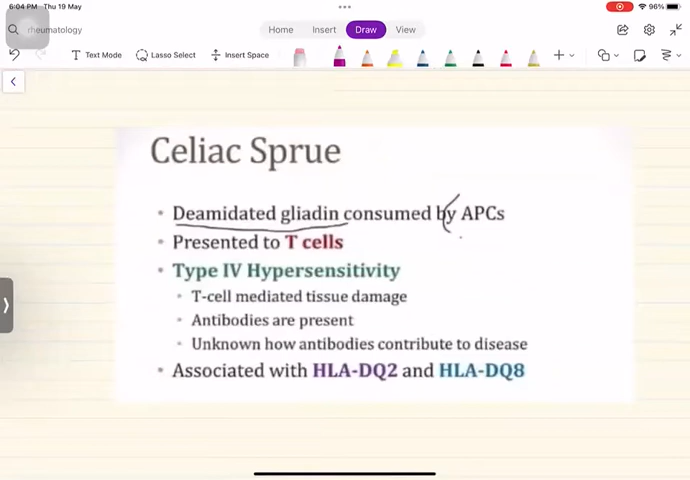 6:04 PM Thu 19 May
96%
rheumatology
Home Insert Draw View
Text Mode Lasso Select Insert Space
Celiac Sprue
• Deamidated gliadin consumed by APCs
• Presented to T cells
• Type IV Hypersensitivity
• T-cell mediated tissue damage
• Antibodies are present
• Unknown how antibodies contribute to disease
• Associated with HLA-DQ2 and HLA-DQ8